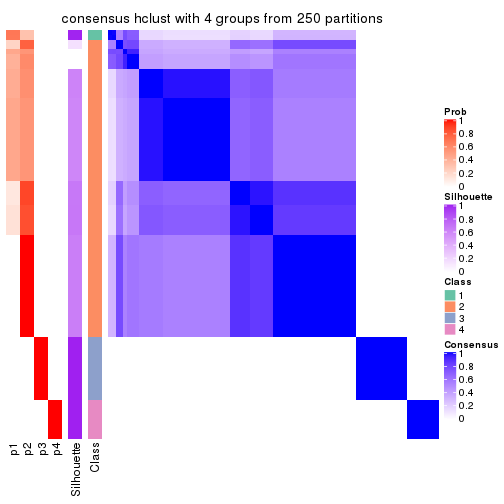 consensus hclust with 4 groups from 250 partitions
Prob
1
0.8
0.6
0.4
0.2
0
Silhouette
1
0.8
0.6
0.4
0.2
0
Class
1
2
3
4
Consensus
1
0.8
0.6
0.4
0.2
0
p1
p2
p3
p4
Silhouette
Class